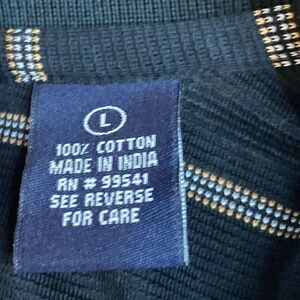 L
100% COTTON
MADE IN INDIA
RN # 99541
SEE REVERSE
FOR CARE